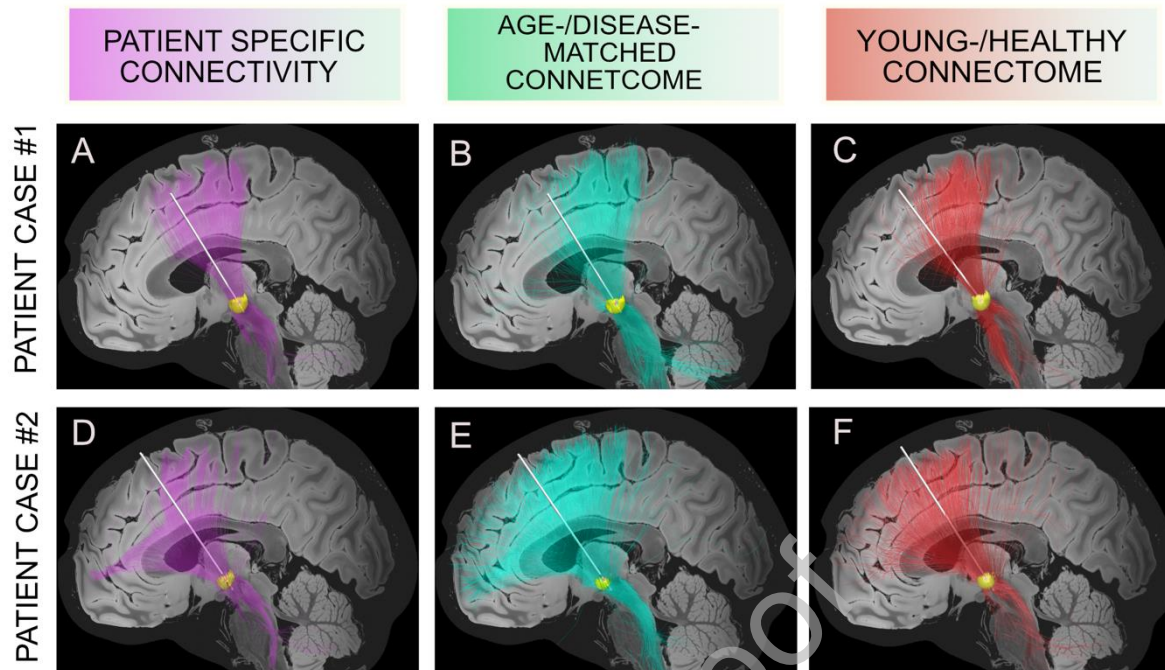 PATIENT SPECIFIC
CONNECTIVITY
AGE-/DISEASE-
MATCHED
CONNETCOME
YOUNG-/HEALTHY
CONNECTOME
PATIENT CASE #1
A
B
C
PATIENT CASE #2
D
E
F